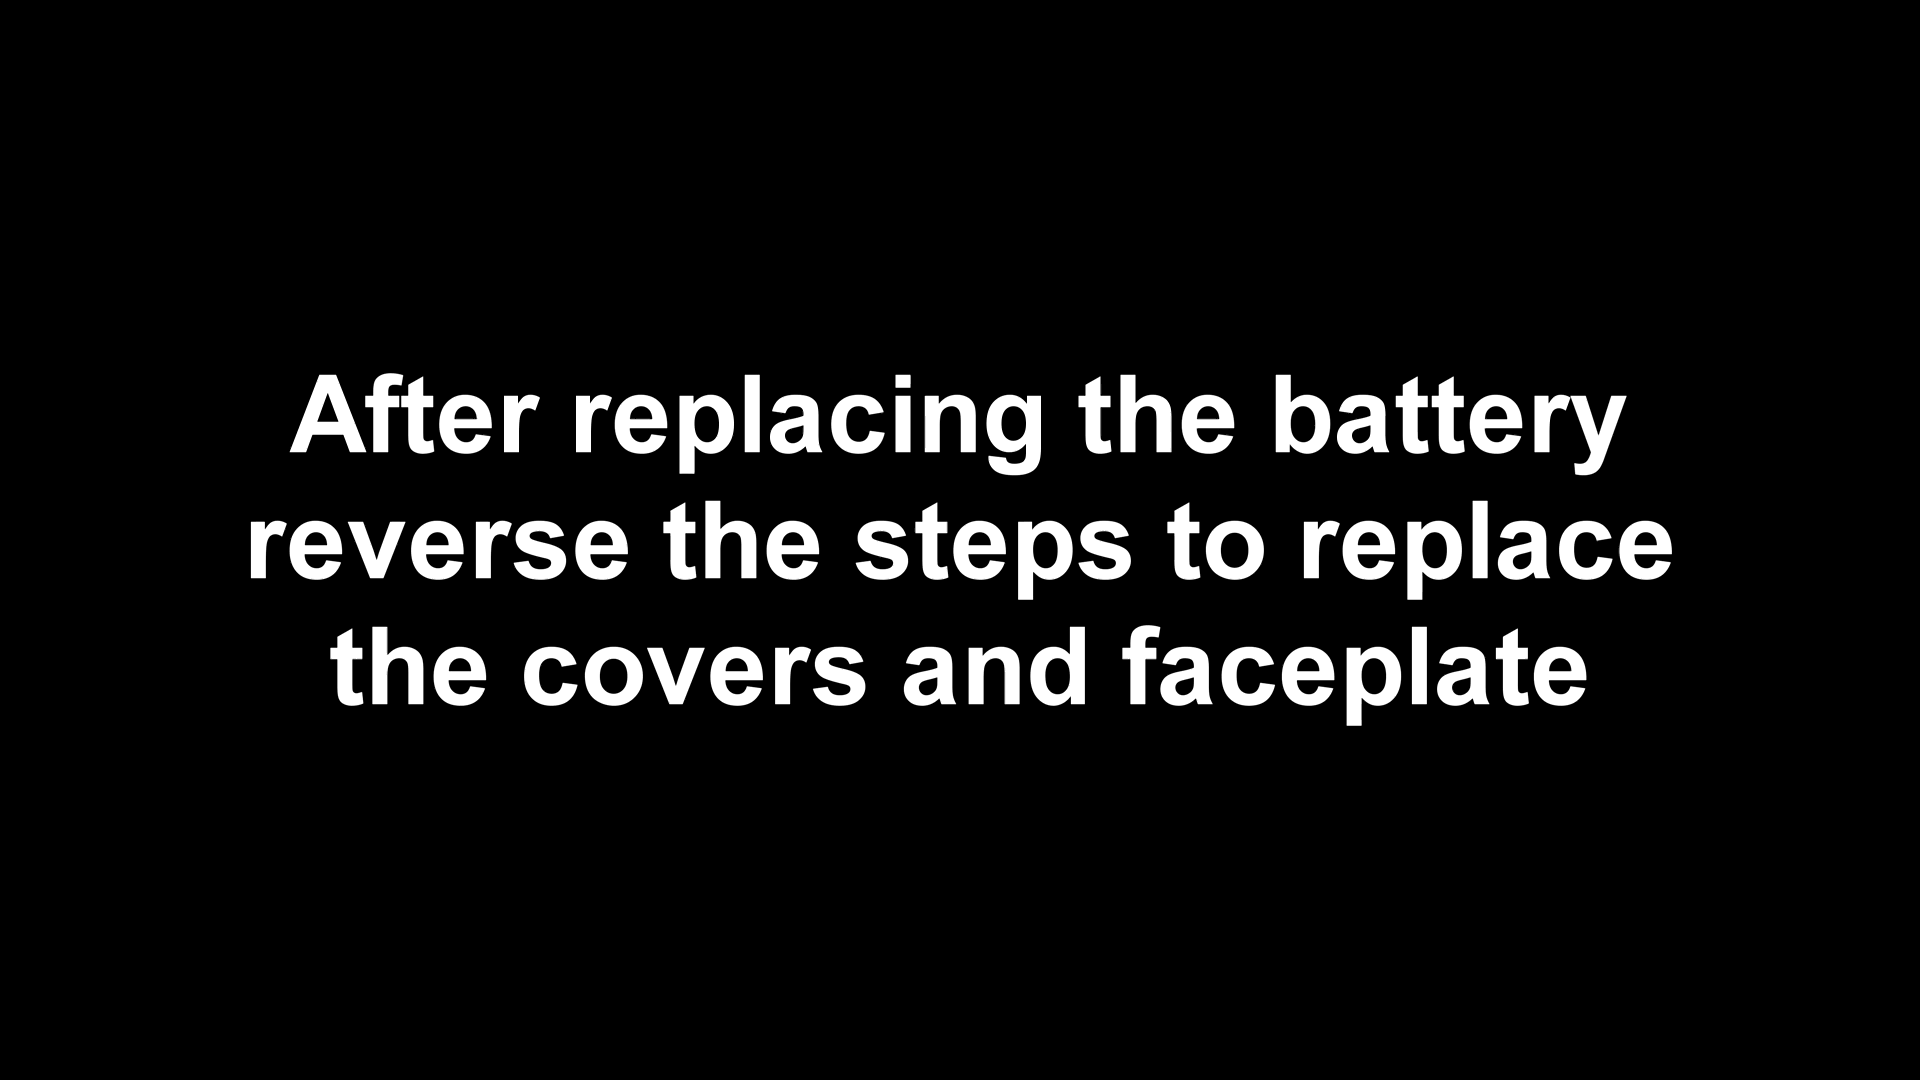 After replacing the battery
reverse the steps to replace
the covers and faceplate